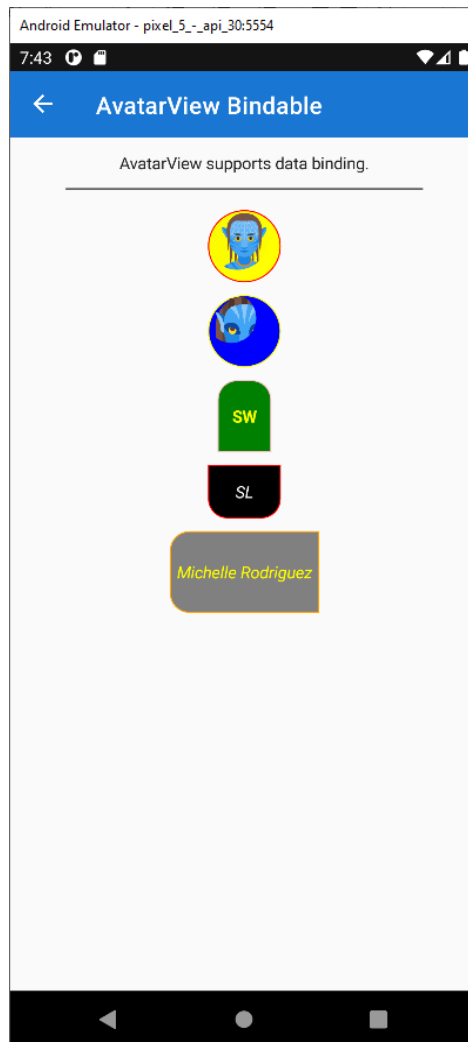 Android Emulator - pixel_5_-_api_30:5554
7:43
AvatarView Bindable
AvatarView supports data binding.
SW
SL
Michelle Rodriguez